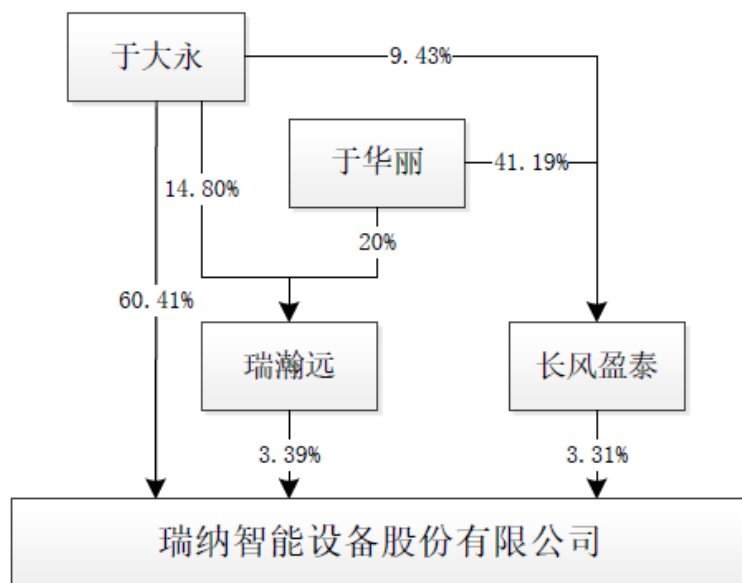 于大永
9.43%
于华丽
41.19%
14.80%
20%
60.41%
瑞瀚远
长风盈泰
3.39%
3.31%
瑞纳智能设备股份有限公司